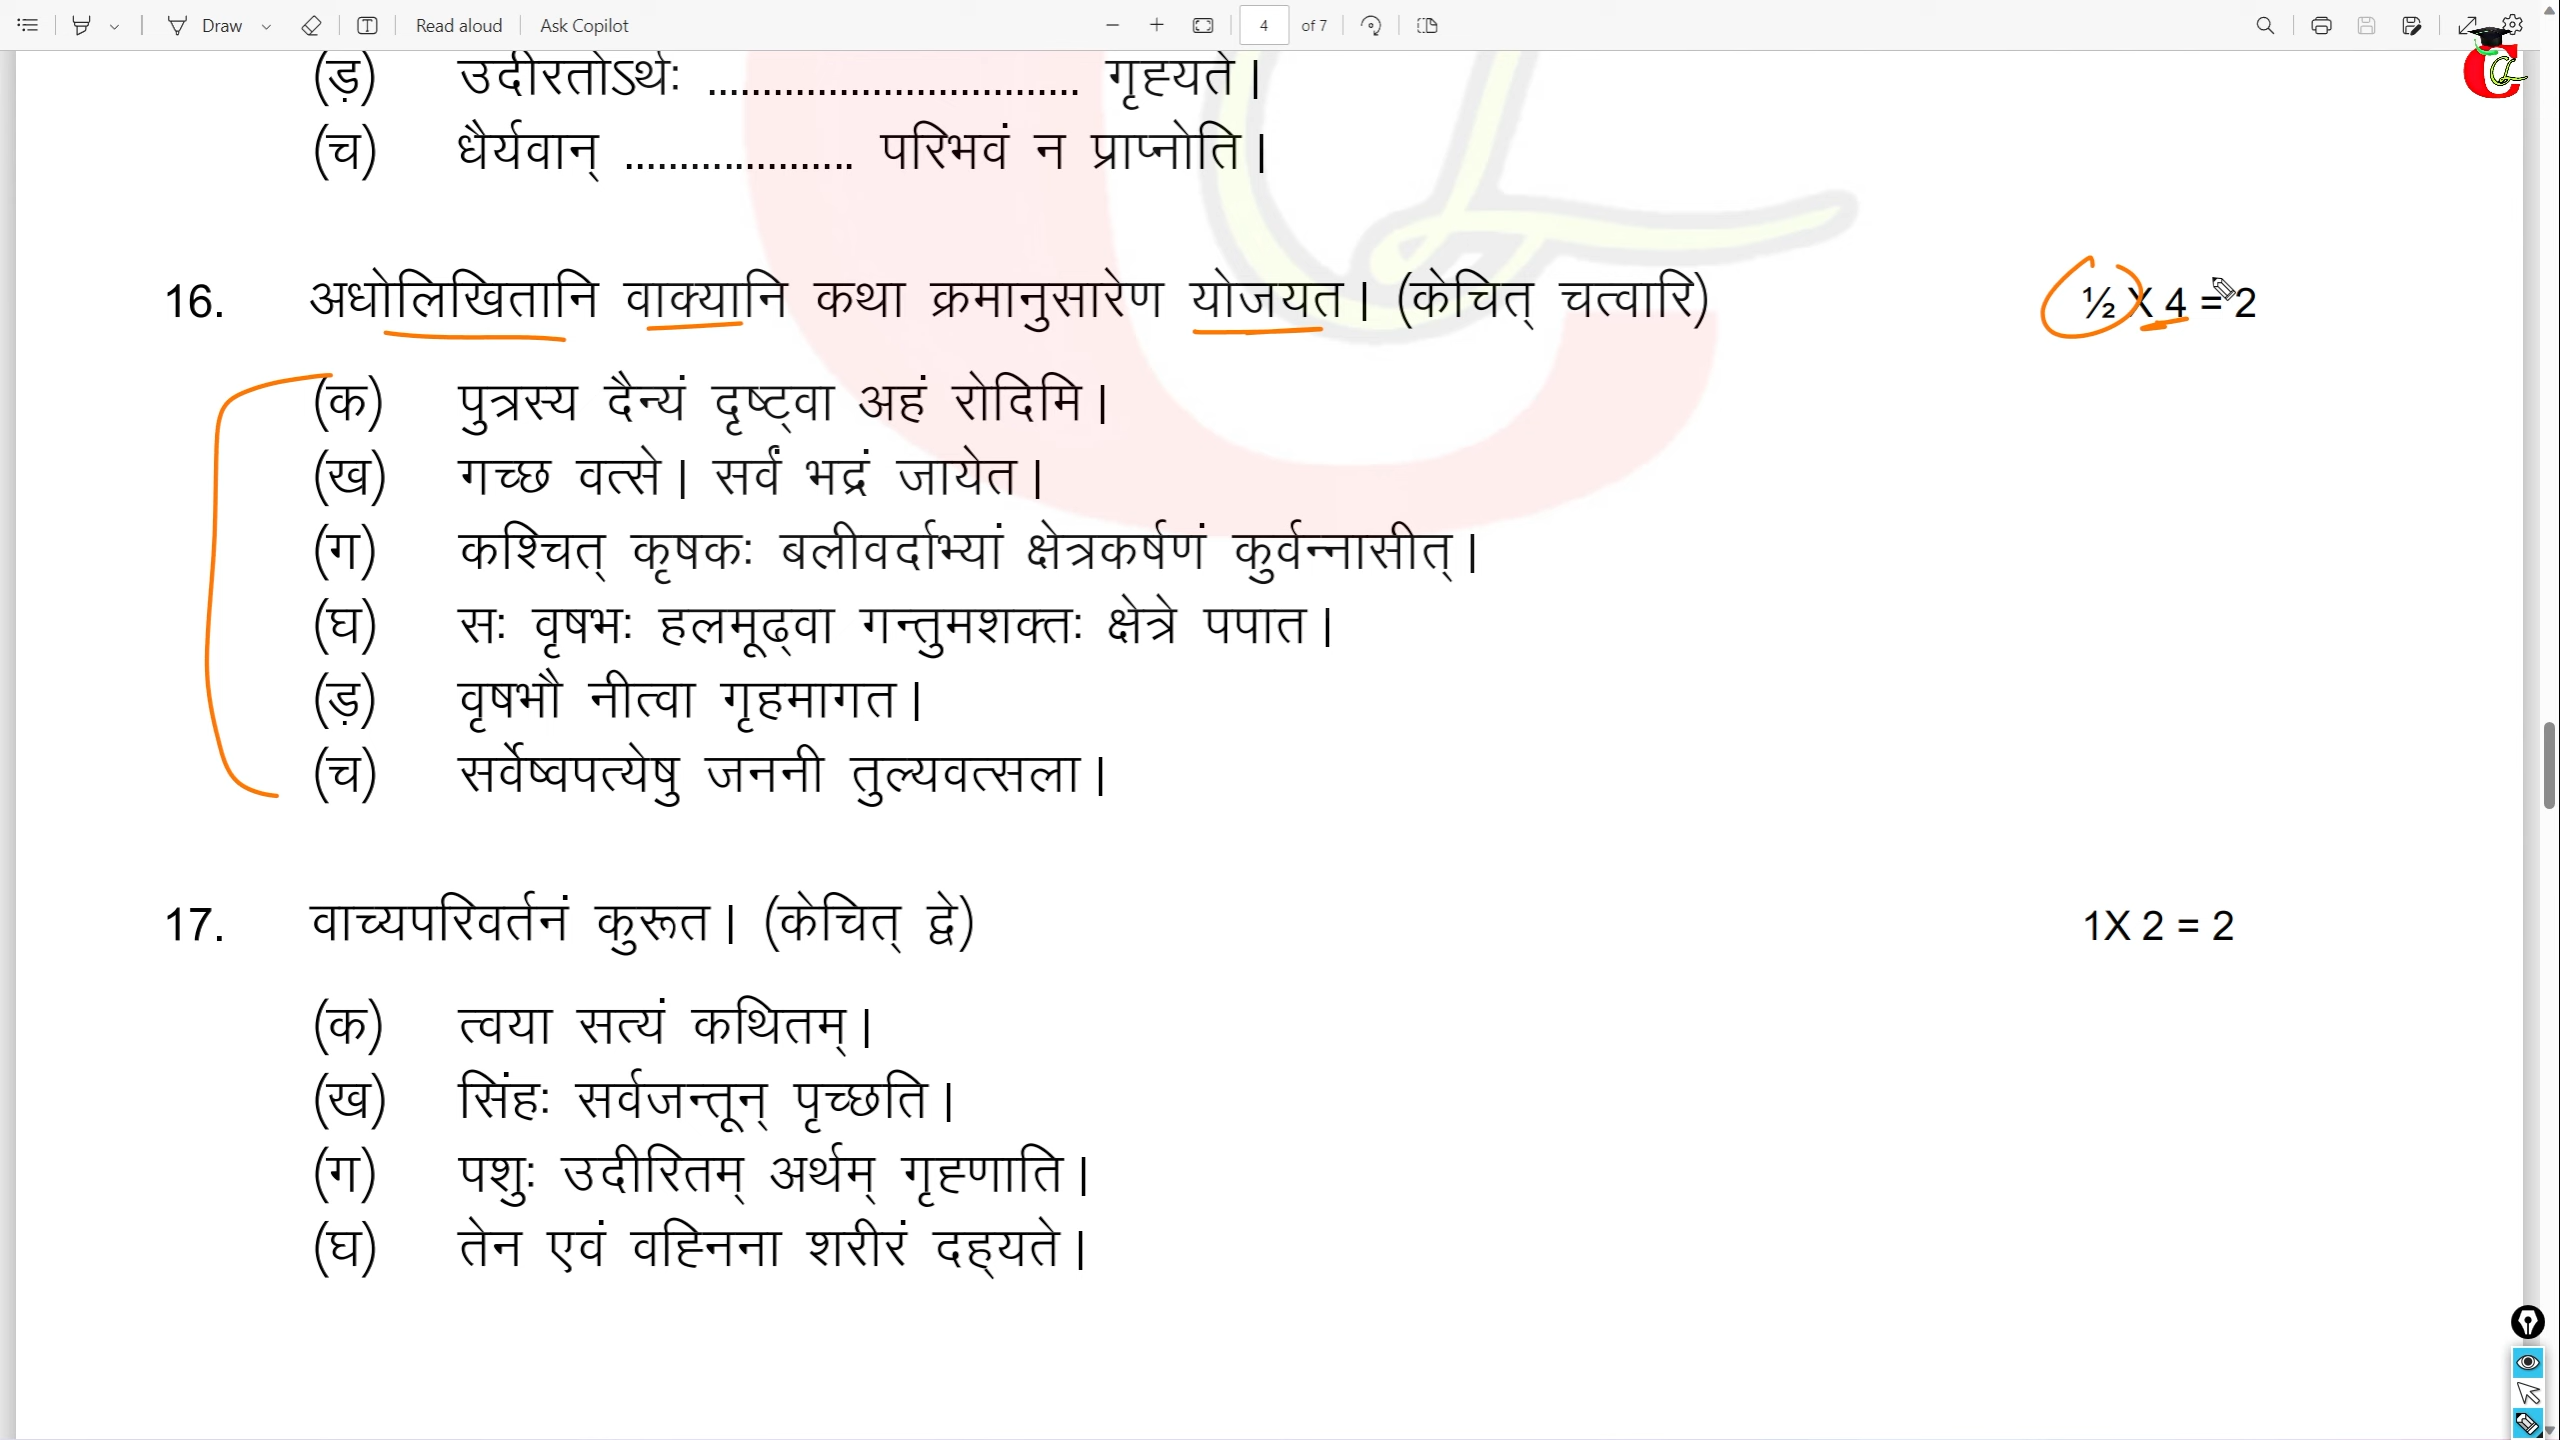 Draw Read aloud Ask Copilot 4 of 7
(ड़) उदीरतोऽर्थः .................................. गृह्यते।
(च) धैर्यवान् ..................... परिभवं न प्राप्नोति।
16. अधोलिखितानि वाक्यानि कथा क्रमानुसारेण योजयत। (केचित् चत्वारि) ½ X 4 = 2
(क) पुत्रस्य दैन्यं दृष्ट्वा अहं रोदिमि।
(ख) गच्छ वत्से। सर्वं भद्रं जायेत।
(ग) कश्चित् कृषकः बलीवर्दाभ्यां क्षेत्रकर्षणं कुर्वन्नासीत्।
(घ) सः वृषभः हलमूढ्वा गन्तुमशक्तः क्षेत्रे पपात।
(ड़) वृषभौ नीत्वा गृहमागत।
(च) सर्वेष्वपत्येषु जननी तुल्यवत्सला।
17. वाच्यपरिवर्तनं कुरूत। (केचित् द्वे) 1X 2 = 2
(क) त्वया सत्यं कथितम्।
(ख) सिंहः सर्वजन्तून् पृच्छति।
(ग) पशुः उदीरितम् अर्थम् गृह्णाति।
(घ) तेन एवं वह्निना शरीरं दह्यते।